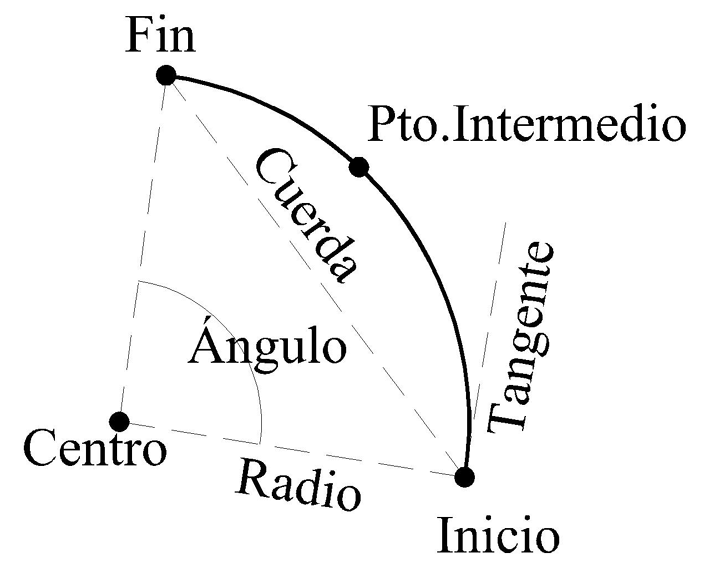 Fin
Pto.Intermedio
Cuerda
Tangente
Ángulo
Centro
Radio
Inicio